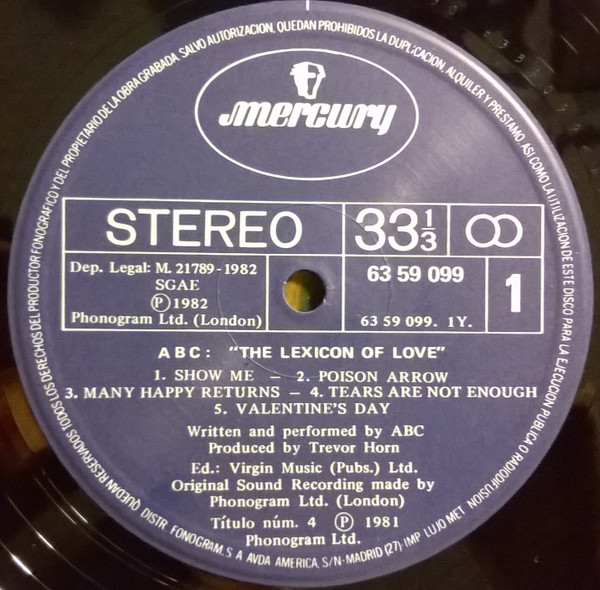 QUEDAN RESERVADOS TODOS LOS DERECHOS DEL PRODUCTOR FONOGRAFICO Y DEL PROPIETARIO DE LA OBRA GRABADA. SALVO AUTORIZACION, QUEDAN PROHIBIDOS LA DUPLICACION, ALQUILER Y PRESTAMO, ASI COMO LA UTILIZACION DE ESTE DISCO PARA LA EJECUCION PUBLICA O RADIODIFUSION
mercury
STEREO
33 1/3
Dep. Legal: M. 21789-1982
SGAE
Ⓟ 1982
Phonogram Ltd. (London)
63 59 099
63 59 099. 1Y.
1
ABC: "THE LEXICON OF LOVE"
1. SHOW ME – 2. POISON ARROW
3. MANY HAPPY RETURNS – 4. TEARS ARE NOT ENOUGH
5. VALENTINE'S DAY
Written and performed by ABC
Produced by Trevor Horn
Ed.: Virgin Music (Pubs.) Ltd.
Original Sound Recording made by
Phonogram Ltd. (London)
Título núm. 4 Ⓟ 1981
Phonogram Ltd.
DISTR. FONOGRAM, S. A. AVDA AMERICA, S/N-MADRID (27)-IMP. LUJO MET.